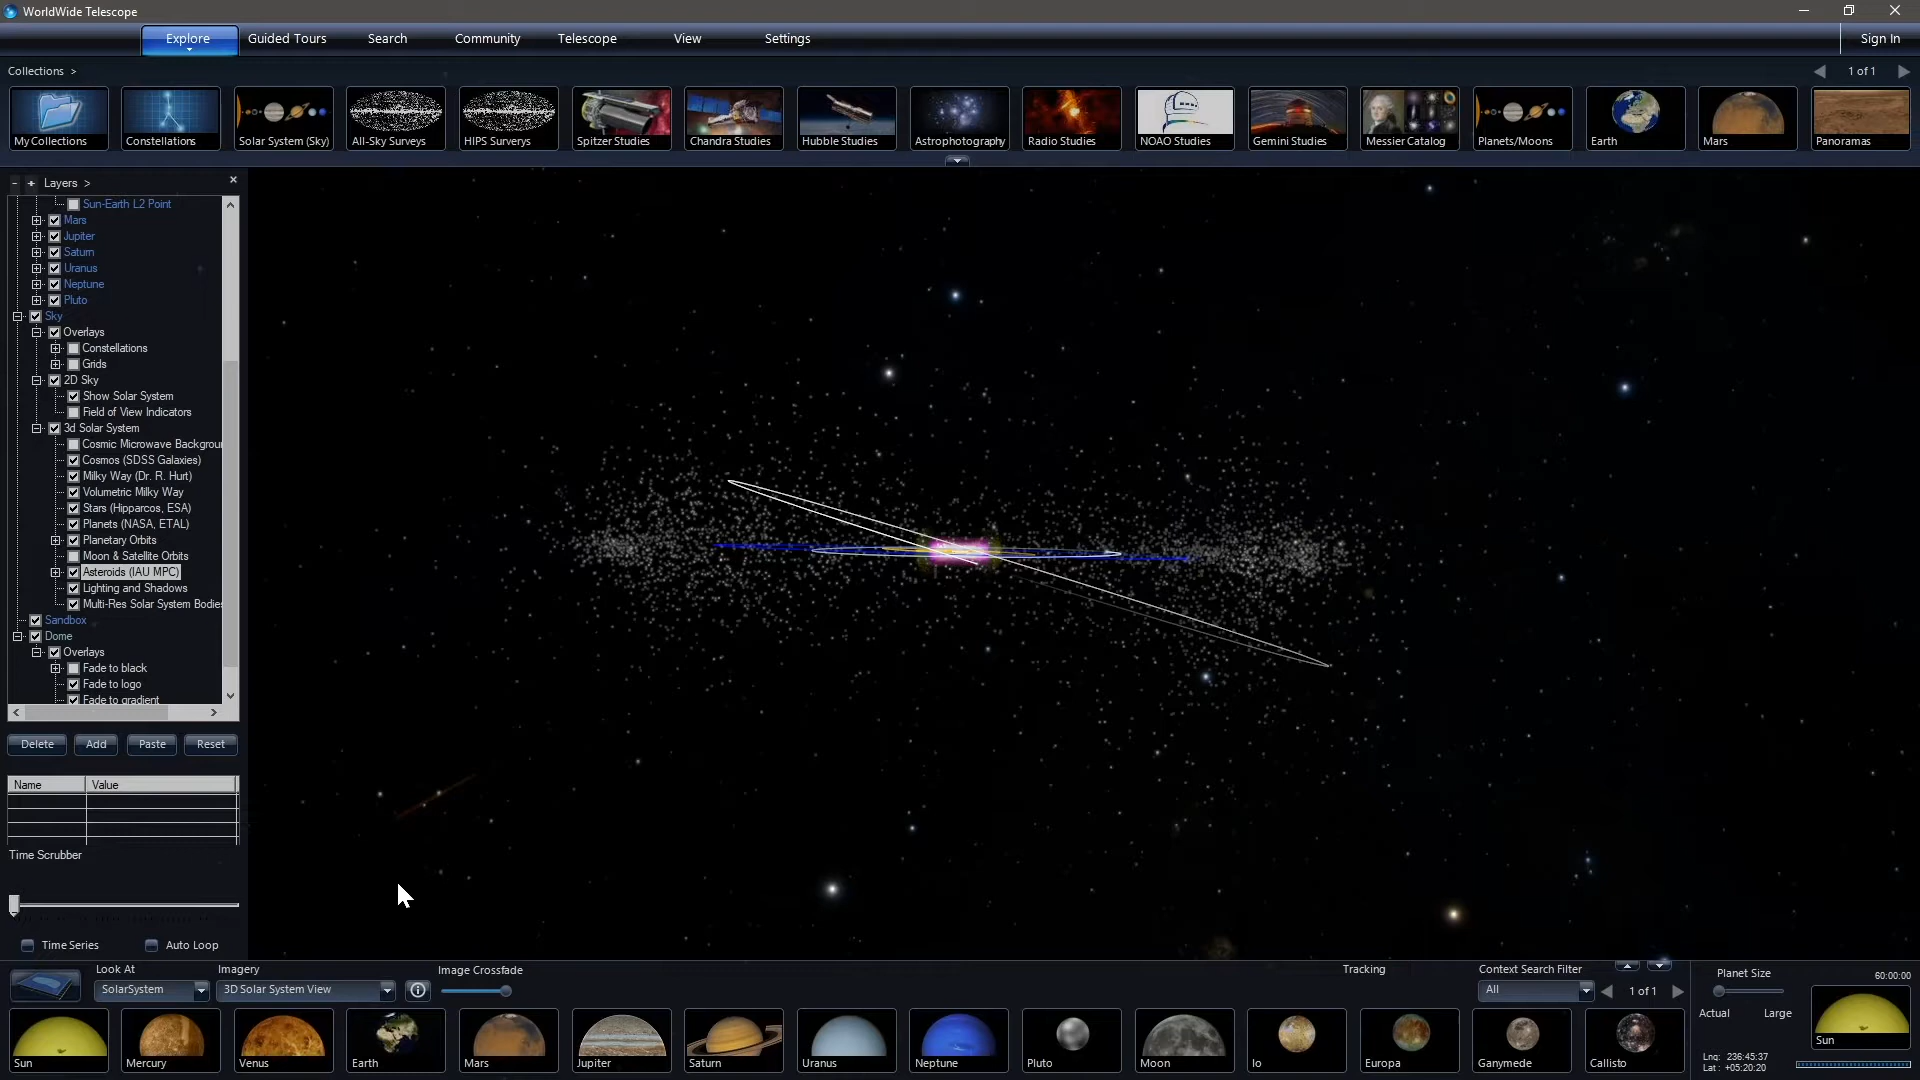 WorldWide Telescope
Explore
Guided Tours
Search
Community
Telescope
View
Settings
Sign In
Collections >
1 of 1
My Collections
Constellations
Solar System (Sky)
All-Sky Surveys
HIPS Surverys
Spitzer Studies
Chandra Studies
Hubble Studies
Astrophotography
Radio Studies
NOAO Studies
Gemini Studies
Messier Catalog
Planets/Moons
Earth
Mars
Panoramas
Layers >
Sun-Earth L2 Point
Mars
Jupiter
Saturn
Uranus
Neptune
Pluto
Sky
Overlays
Constellations
Grids
2D Sky
Show Solar System
Field of View Indicators
3d Solar System
Cosmic Microwave Backgroun
Cosmos (SDSS Galaxies)
Milky Way (Dr. R. Hurt)
Volumetric Milky Way
Stars (Hipparcos, ESA)
Planets (NASA, ETAL)
Planetary Orbits
Moon & Satellite Orbits
Asteroids (IAU MPC)
Lighting and Shadows
Multi-Res Solar System Bodies
Sandbox
Dome
Overlays
Fade to black
Fade to logo
Fade to gradient
Delete
Add
Paste
Reset
Name
Value
Time Scrubber
Time Series
Auto Loop
Look At
Imagery
Image Crossfade
Tracking
Context Search Filter
Planet Size
60:00:00
SolarSystem
3D Solar System View
All
1 of 1
Actual
Large
Sun
Mercury
Venus
Earth
Mars
Jupiter
Saturn
Uranus
Neptune
Pluto
Moon
Io
Europa
Ganymede
Callisto
Sun
Lng: 236:45:37
Lat : +05:20:20